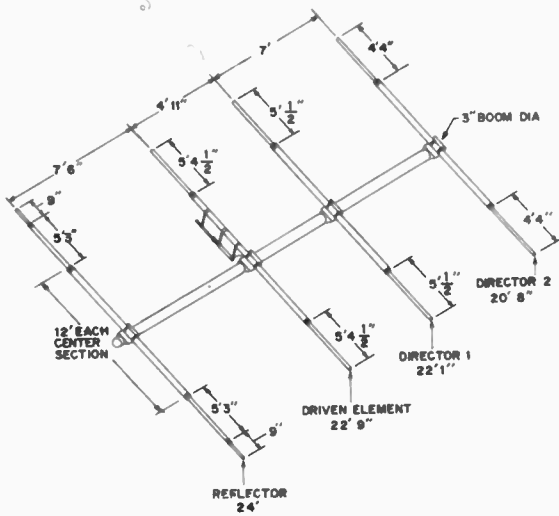 7'
4'4"
4'11"
5'1/2"
3" BOOM DIA
7'6"
5'4 1/2"
9"
5'3"
4'4"
DIRECTOR 2
20' 8"
5'1/2"
12' EACH
CENTER
SECTION
DIRECTOR 1
22'1"
5'4 1/2"
DRIVEN ELEMENT
22' 9"
5'3"
9"
REFLECTOR
24'